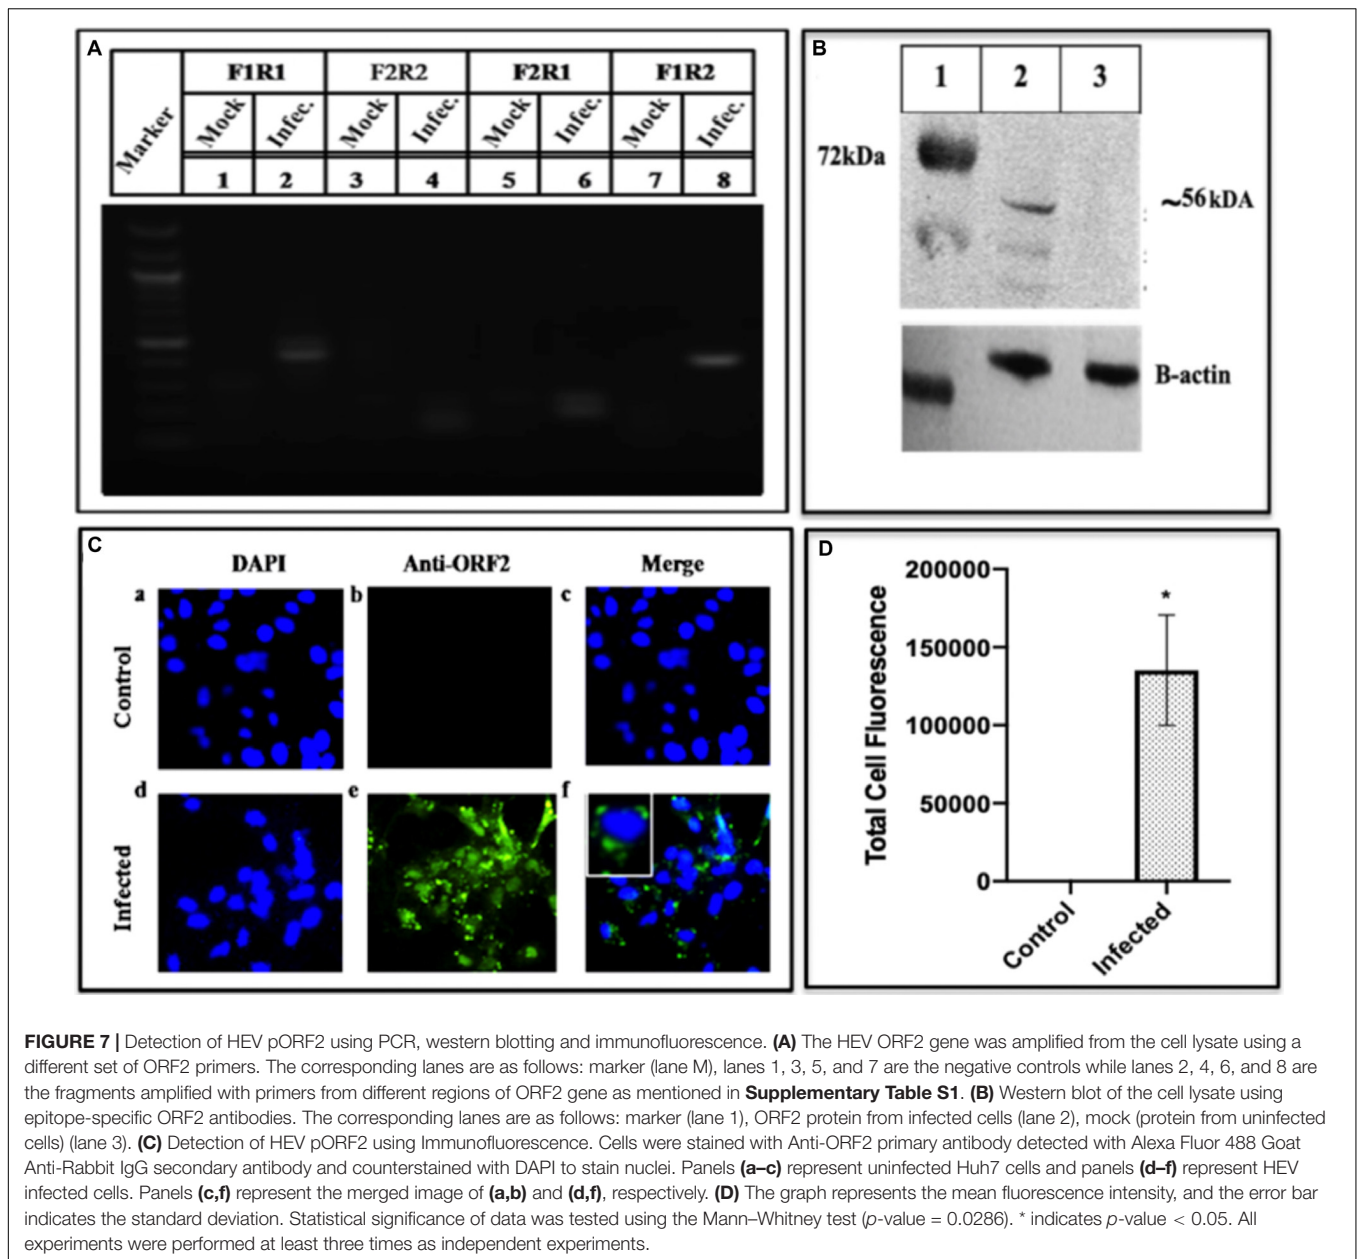 A
F1R1 F2R2 F2R1 F1R2
Marker Mock Infec. Mock Infec. Mock Infec. Mock Infec.
1 2 3 4 5 6 7 8
B
1 2 3
72kDa
~56kDA
B-actin
C
DAPI Anti-ORF2 Merge
a b c
Control
d e f
Infected
D
Total Cell Fluorescence
200000
150000
100000
50000
0
*
Control Infected
FIGURE 7 | Detection of HEV pORF2 using PCR, western blotting and immunofluorescence. (A) The HEV ORF2 gene was amplified from the cell lysate using a
different set of ORF2 primers. The corresponding lanes are as follows: marker (lane M), lanes 1, 3, 5, and 7 are the negative controls while lanes 2, 4, 6, and 8 are
the fragments amplified with primers from different regions of ORF2 gene as mentioned in Supplementary Table S1. (B) Western blot of the cell lysate using
epitope-specific ORF2 antibodies. The corresponding lanes are as follows: marker (lane 1), ORF2 protein from infected cells (lane 2), mock (protein from uninfected
cells) (lane 3). (C) Detection of HEV pORF2 using Immunofluorescence. Cells were stained with Anti-ORF2 primary antibody detected with Alexa Fluor 488 Goat
Anti-Rabbit IgG secondary antibody and counterstained with DAPI to stain nuclei. Panels (a–c) represent uninfected Huh7 cells and panels (d–f) represent HEV
infected cells. Panels (c,f) represent the merged image of (a,b) and (d,f), respectively. (D) The graph represents the mean fluorescence intensity, and the error bar
indicates the standard deviation. Statistical significance of data was tested using the Mann–Whitney test (p-value = 0.0286). * indicates p-value < 0.05. All
experiments were performed at least three times as independent experiments.